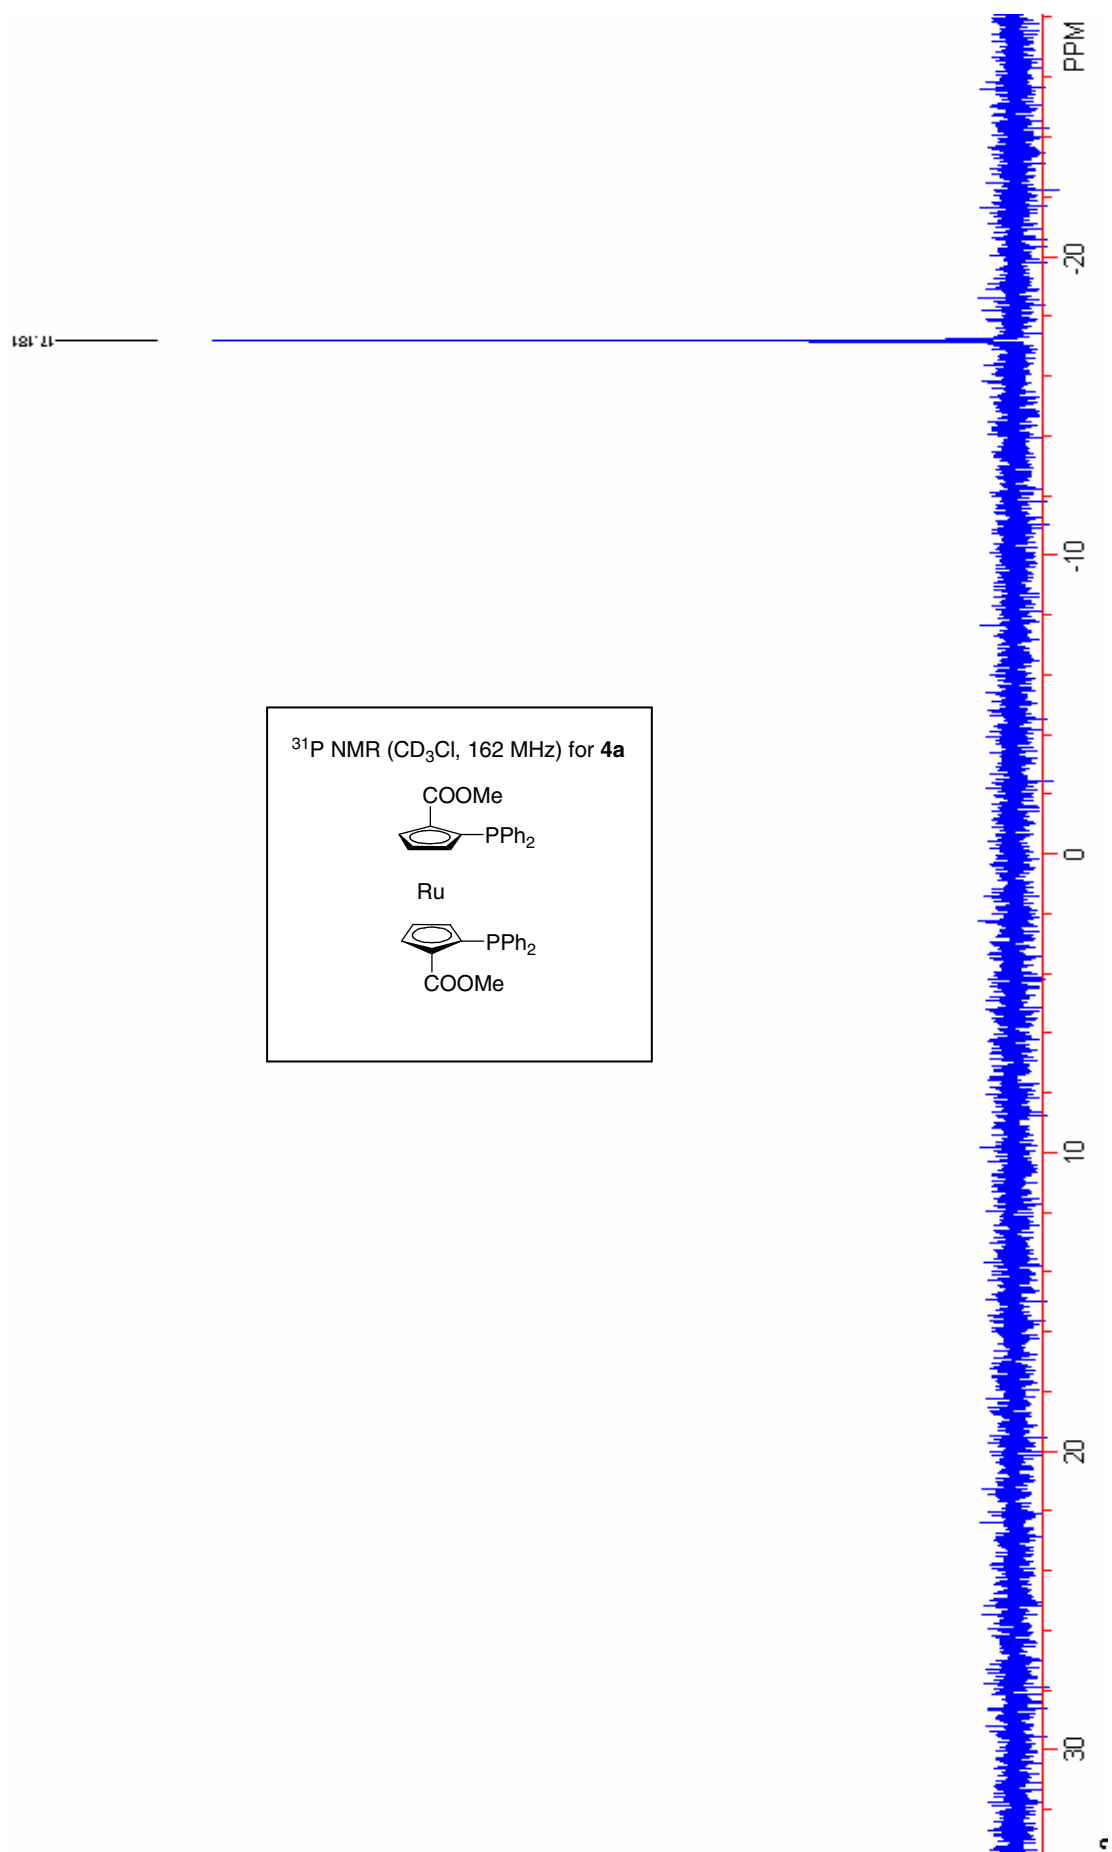 17.181
PPM
-20
-10
³¹P NMR (CD₃Cl, 162 MHz) for 4a
COOMe
PPh₂
Ru
PPh₂
COOMe
0
10
20
30